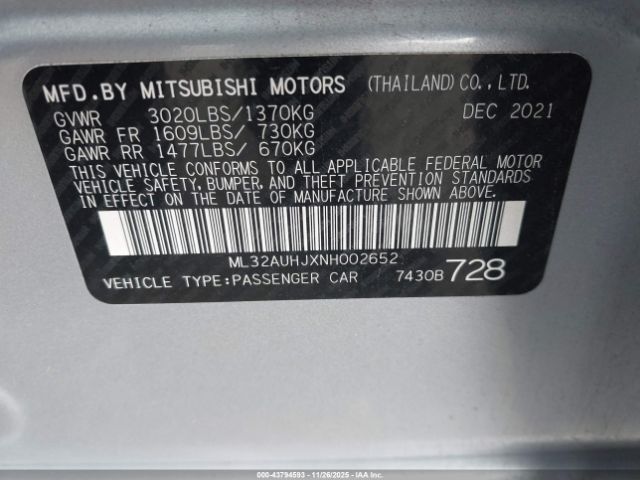 MFD.BY MITSUBISHI MOTORS (THAILAND) CO., LTD.
GVWR 3020LBS/1370KG DEC 2021
GAWR FR 1609LBS/ 730KG
GAWR RR 1477LBS/ 670KG
THIS VEHICLE CONFORMS TO ALL APPLICABLE FEDERAL MOTOR
VEHICLE SAFETY, BUMPER, AND THEFT PREVENTION STANDARDS
IN EFFECT ON THE DATE OF MANUFACTURE SHOWN ABOVE.
ML32AUHJXNH002652
VEHICLE TYPE:PASSENGER CAR 7430B 728
000-43794593 - 11/26/2025 - IAAI.COM